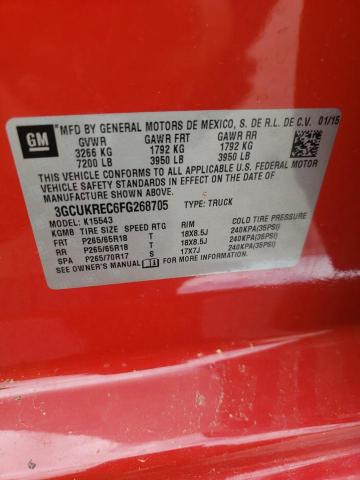 GM
MFD BY GENERAL MOTORS DE MEXICO, S. DE R.L. DE C.V. 01/15
GVWR GAWR FRT GAWR RR
3266 KG 1792 KG 1792 KG
7200 LB 3950 LB 3950 LB
THIS VEHICLE CONFORMS TO ALL APPLICABLE U.S. FEDERAL MOTOR
VEHICLE SAFETY STANDARDS IN EFFECT ON THE DATE OF
MANUFACTURE SHOWN ABOVE.
3GCUKREC6FG268705 TYPE: TRUCK
MODEL: K15543
KGMB TIRE SIZE SPEED RTG RIM COLD TIRE PRESSURE
FRT P265/65R18 T 18X8.5J 240KPA(35PSI)
RR P265/65R18 T 18X8.5J 240KPA(35PSI)
SPA P265/70R17 S 17X7J 240KPA(35PSI)
SEE OWNER MANUAL FOR MORE INFORMATION.